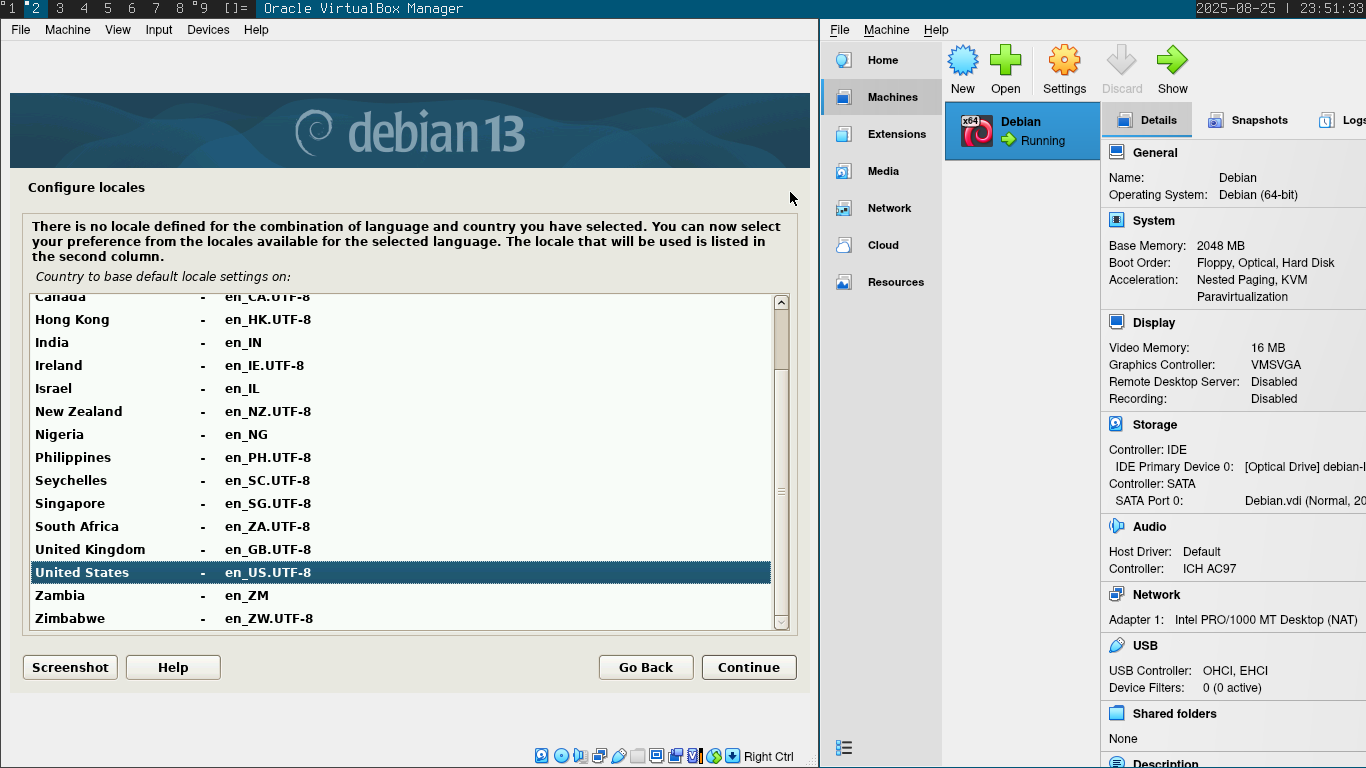 1 2 3 4 5 6 7 8 9 []= Oracle VirtualBox Manager 2025-08-25 | 23:51:33
File Machine View Input Devices Help
debian 13
Configure locales
There is no locale defined for the combination of language and country you have selected. You can now select
your preference from the locales available for the selected language. The locale that will be used is listed in
the second column.
Country to base default locale settings on:
Canada - en_CA.UTF-8
Hong Kong - en_HK.UTF-8
India - en_IN
Ireland - en_IE.UTF-8
Israel - en_IL
New Zealand - en_NZ.UTF-8
Nigeria - en_NG
Philippines - en_PH.UTF-8
Seychelles - en_SC.UTF-8
Singapore - en_SG.UTF-8
South Africa - en_ZA.UTF-8
United Kingdom - en_GB.UTF-8
United States - en_US.UTF-8
Zambia - en_ZM
Zimbabwe - en_ZW.UTF-8
Screenshot Help Go Back Continue
Right Ctrl
File Machine Help
Home
Machines
Extensions
Media
Network
Cloud
Resources
New Open Settings Discard Show
x64
Debian
Running
Details Snapshots Logs
General
Name: Debian
Operating System: Debian (64-bit)
System
Base Memory: 2048 MB
Boot Order: Floppy, Optical, Hard Disk
Acceleration: Nested Paging, KVM
Paravirtualization
Display
Video Memory: 16 MB
Graphics Controller: VMSVGA
Remote Desktop Server: Disabled
Recording: Disabled
Storage
Controller: IDE
IDE Primary Device 0: [Optical Drive] debian-
Controller: SATA
SATA Port 0: Debian.vdi (Normal, 20
Audio
Host Driver: Default
Controller: ICH AC97
Network
Adapter 1: Intel PRO/1000 MT Desktop (NAT)
USB
USB Controller: OHCI, EHCI
Device Filters: 0 (0 active)
Shared folders
None
Description